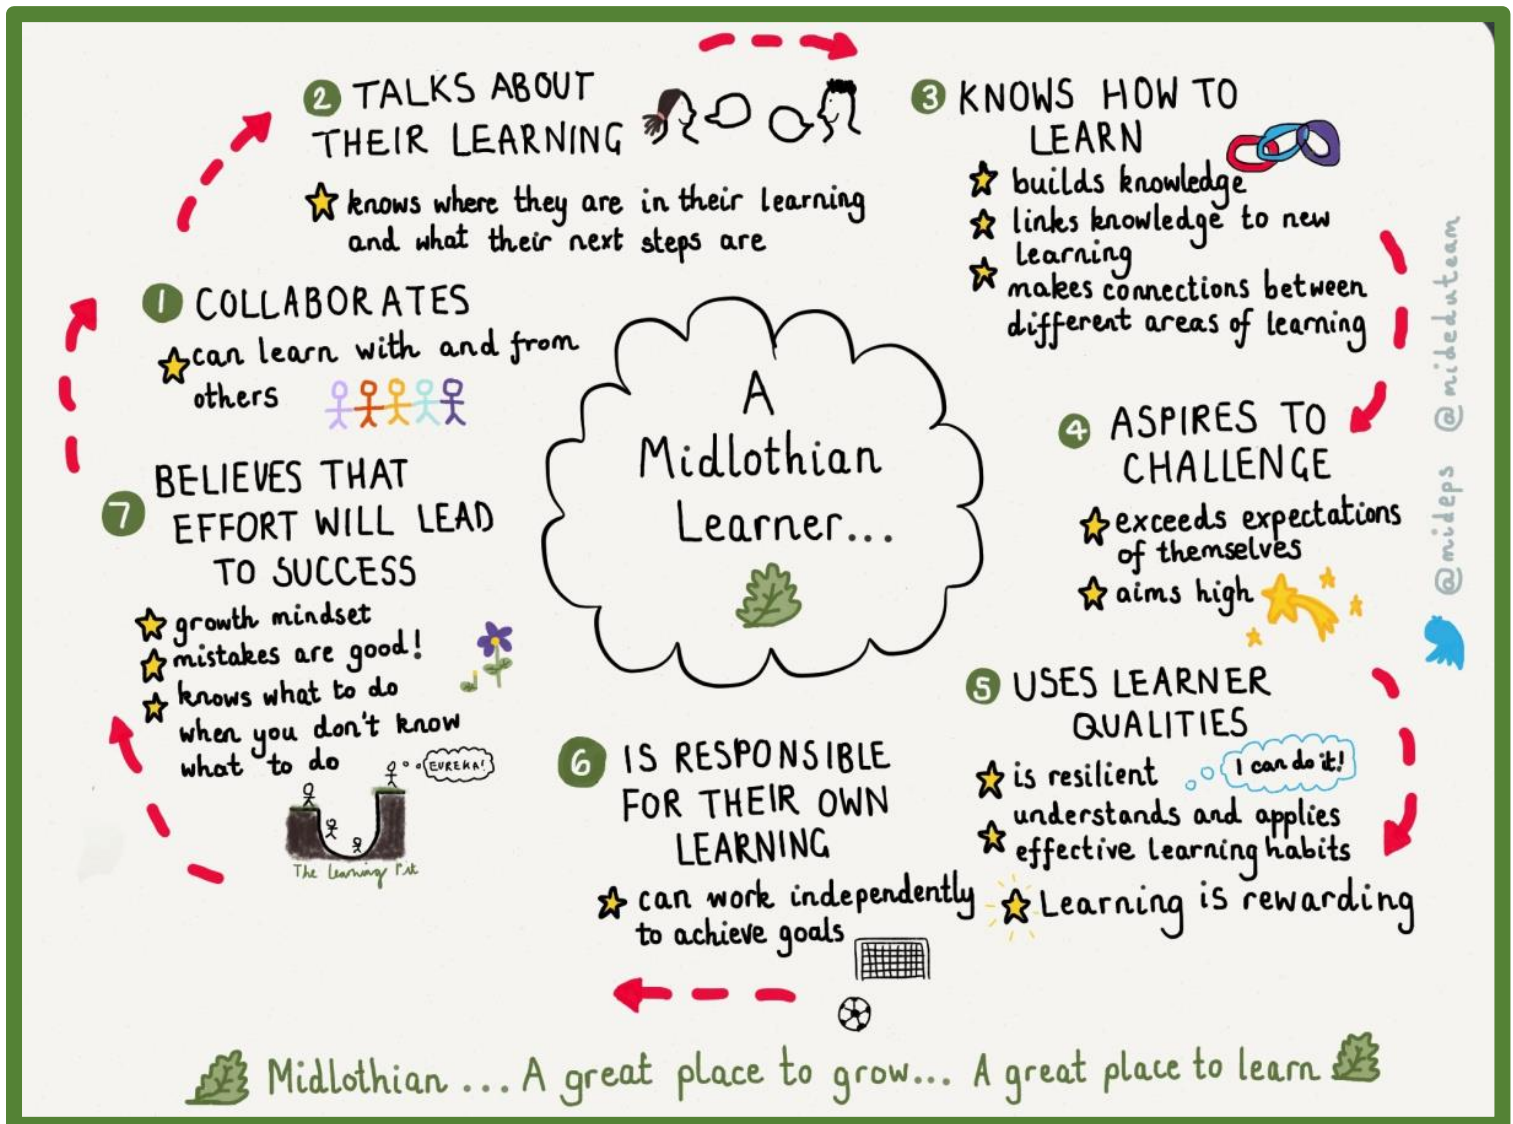 A
Midlothian
Learner...
1 COLLABORATES
can learn with and from
others
2 TALKS ABOUT
THEIR LEARNING
knows where they are in their learning
and what their next steps are
3 KNOWS HOW TO
LEARN
builds knowledge
links knowledge to new
learning
makes connections between
different areas of learning
4 ASPIRES TO
CHALLENGE
exceeds expectations
of themselves
aims high
5 USES LEARNER
QUALITIES
is resilient
I can do it!
understands and applies
effective learning habits
Learning is rewarding
6 IS RESPONSIBLE
FOR THEIR OWN
LEARNING
can work independently
to achieve goals
7 BELIEVES THAT
EFFORT WILL LEAD
TO SUCCESS
growth mindset
mistakes are good!
knows what to do
when you don't know
what to do
EUREKA!
The Learning Pit
@mideps @mideduteam
Midlothian ... A great place to grow... A great place to learn